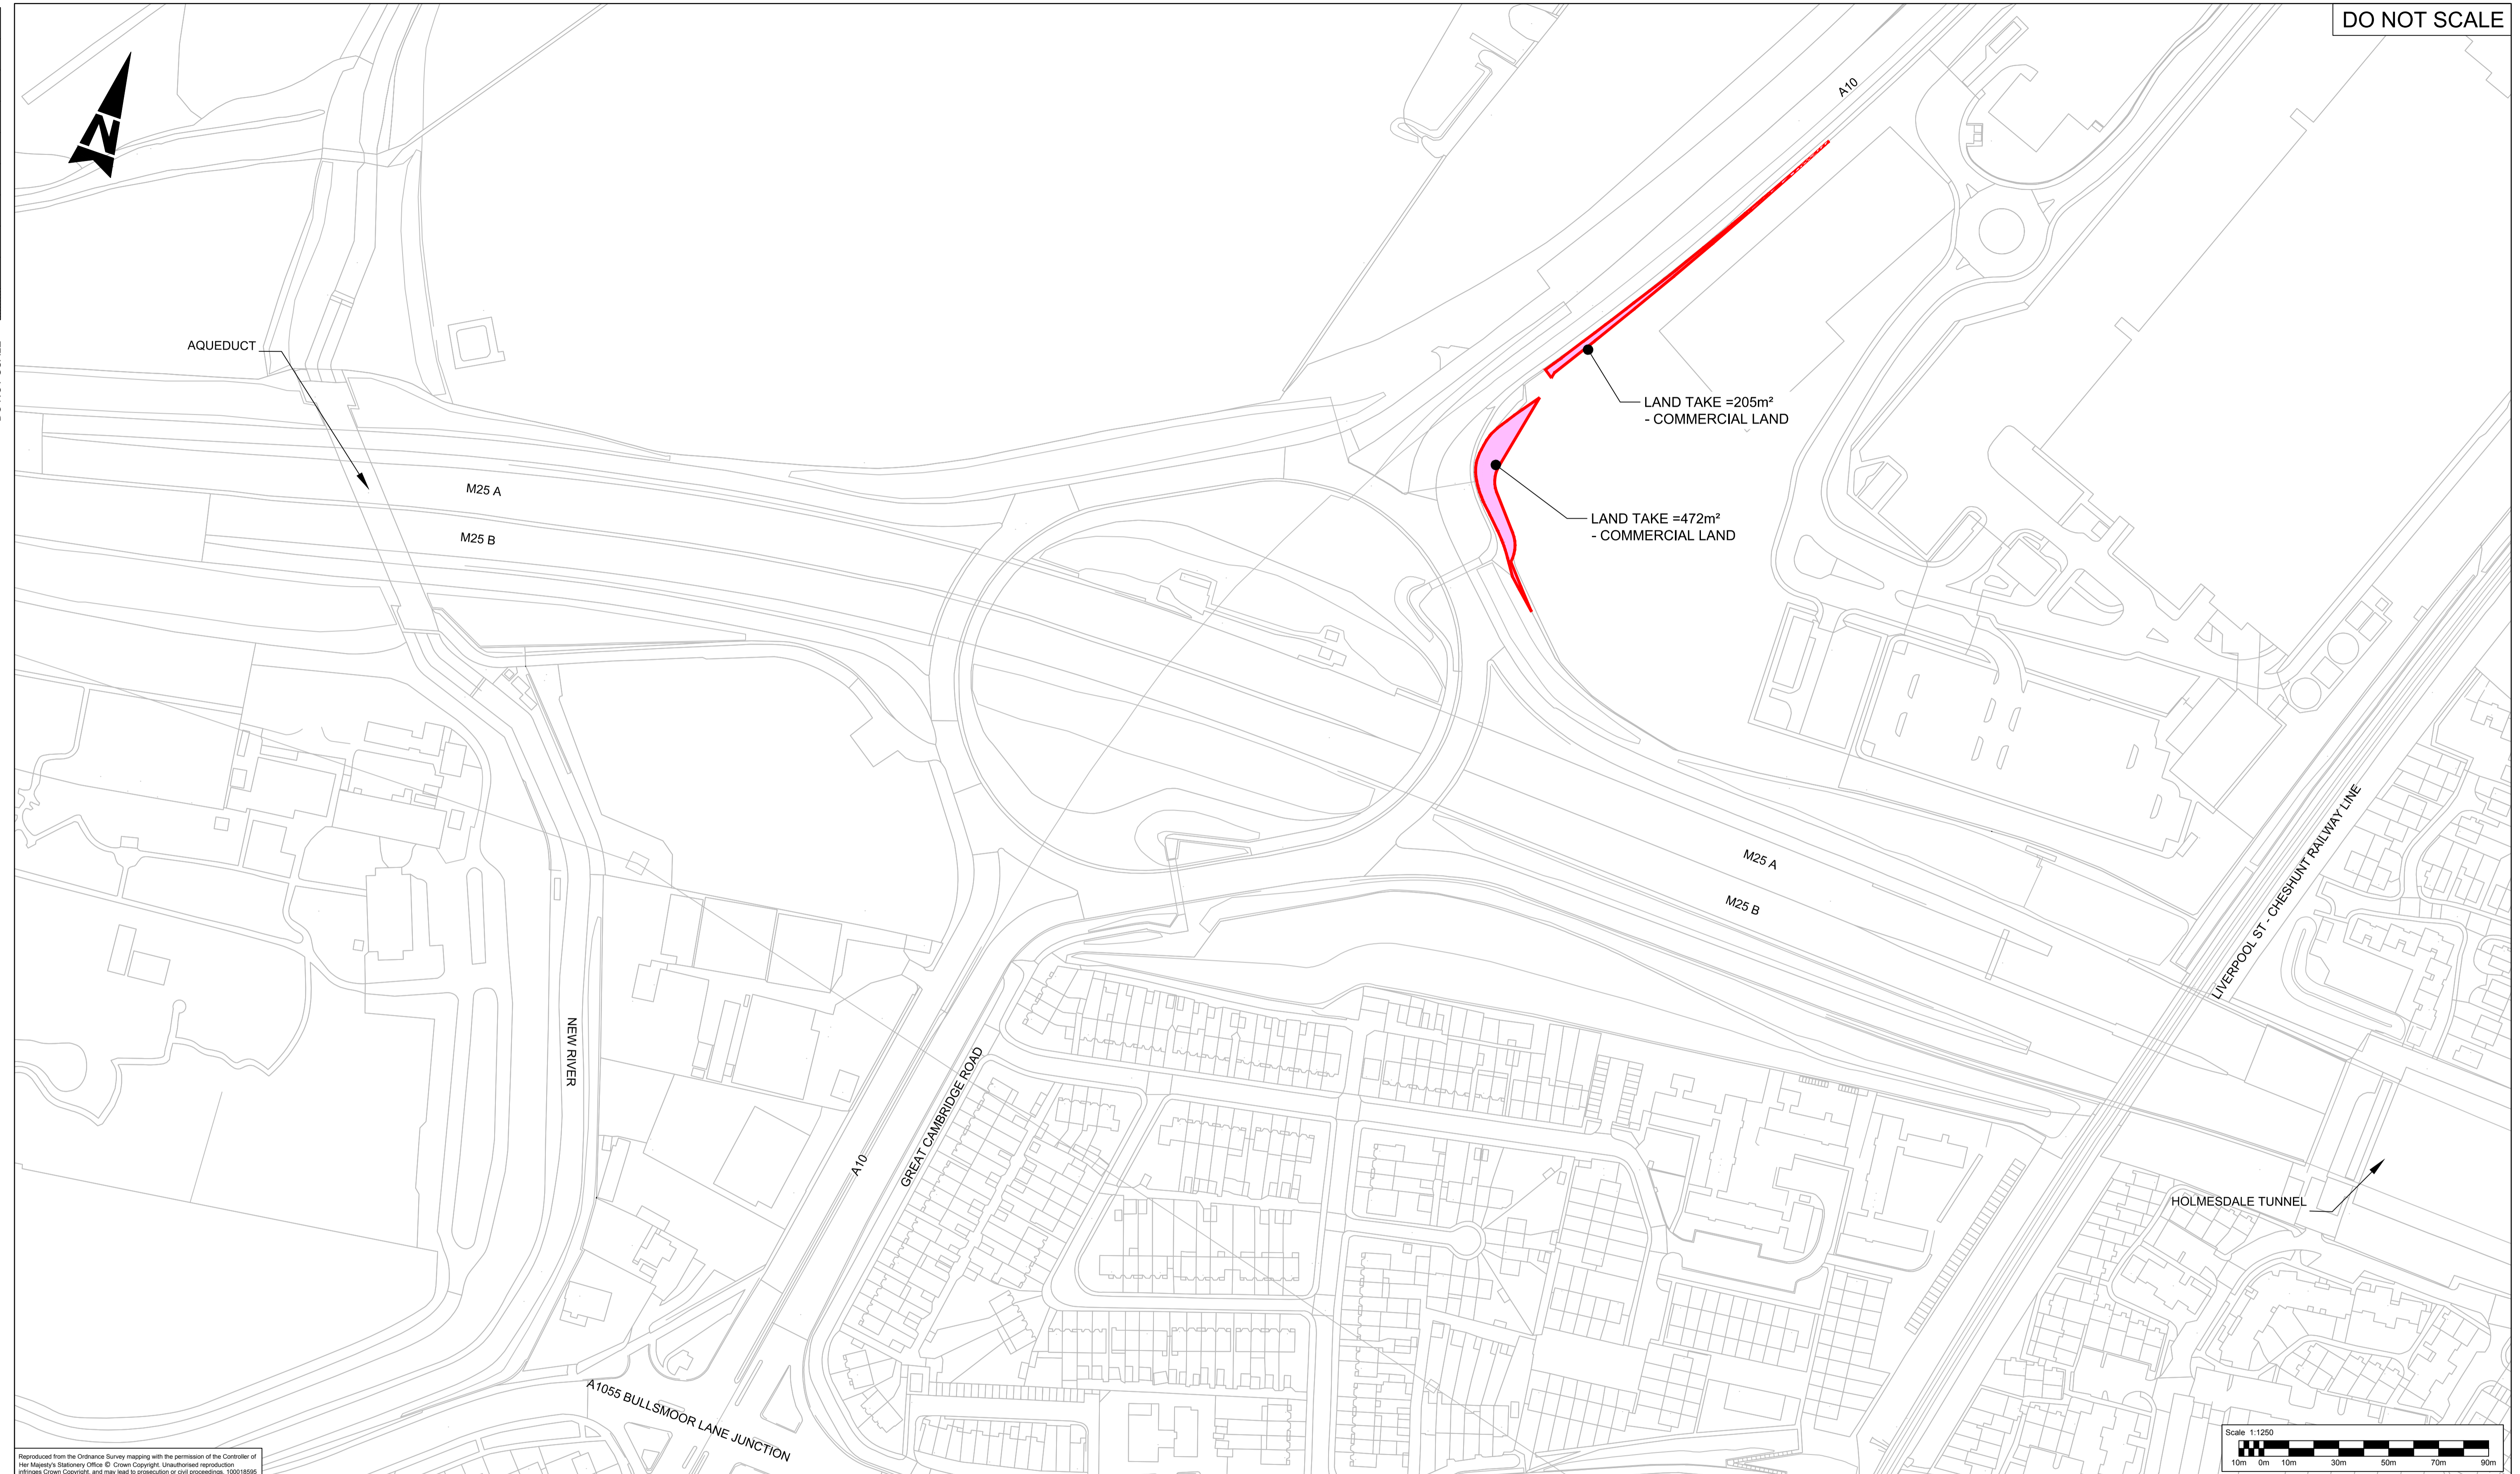 DO NOT SCALE
A10
N
AQUEDUCT
LAND TAKE =205m²
- COMMERCIAL LAND
M25 A
LAND TAKE =472m²
- COMMERCIAL LAND
M25 B
LIVERPOOL ST - CHESHUNT RAILWAY LINE
M25 A
M25 B
NEW RIVER
GREAT CAMBRIDGE ROAD
A10
HOLMESDALE TUNNEL
A1055 BULLSMOOR LANE JUNCTION
Scale 1:1250
10m 0m 10m 30m 50m 70m 90m
Reproduced from the Ordnance Survey mapping with the permission of the Controller of
Her Majesty's Stationery Office © Crown Copyright. Unauthorised reproduction
infringes Crown Copyright, and may lead to prosecution or civil proceedings. 100018595